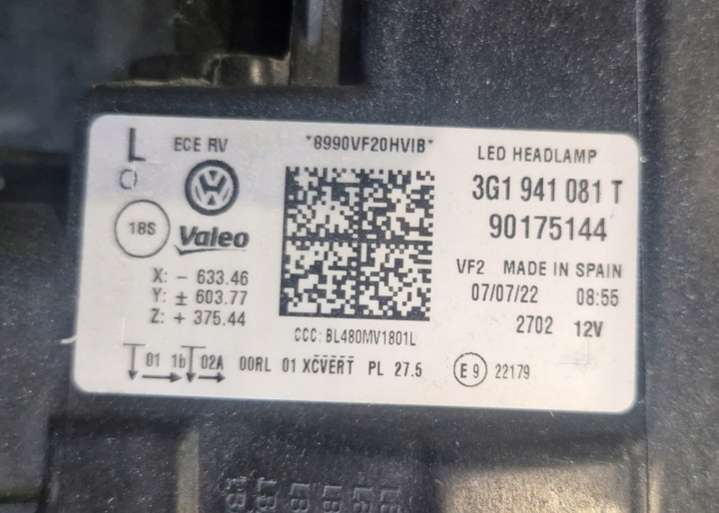 L ECE RV *8990VF20HVIB* LED HEADLAMP
3G1 941 081 T
18S Valeo 90175144
X: - 633.46 VF2 MADE IN SPAIN
Y: ± 603.77 07/07/22 08:55
Z: + 375.44 2702 12V
CCC: BL480MV1801L
01 1b 02A 00RL 01 XCVERT PL 27.5 E9 22179